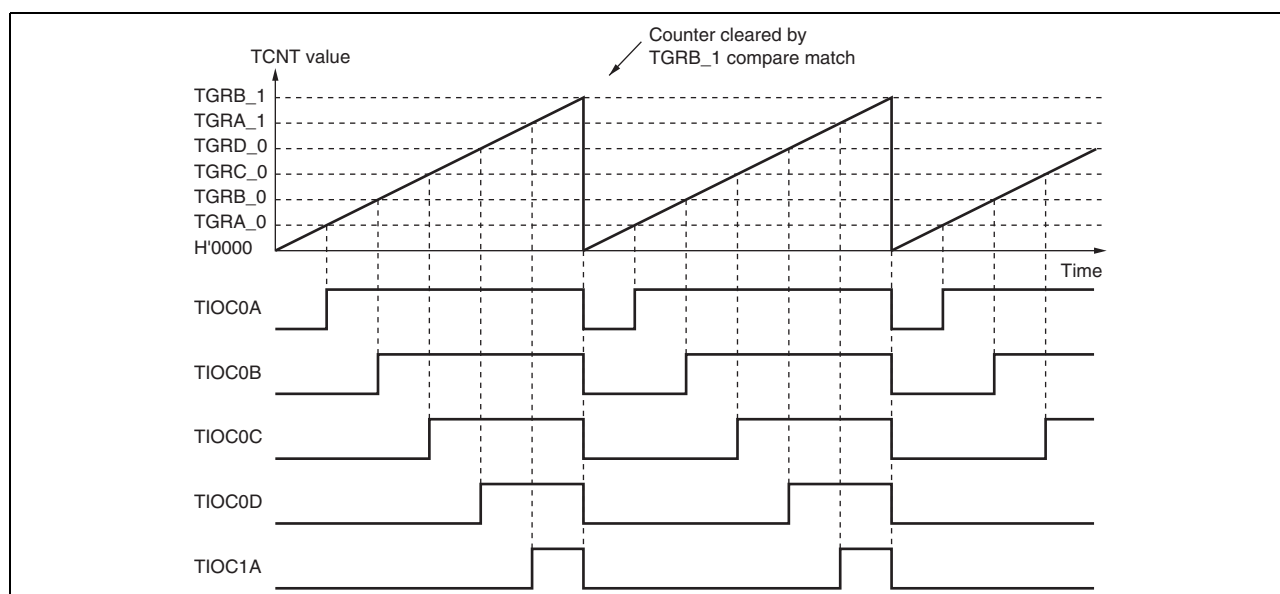 Counter cleared by
TGRB_1 compare match
TCNT value
TGRB_1
TGRA_1
TGRD_0
TGRC_0
TGRB_0
TGRA_0
H'0000
Time
TIOC0A
TIOC0B
TIOC0C
TIOC0D
TIOC1A